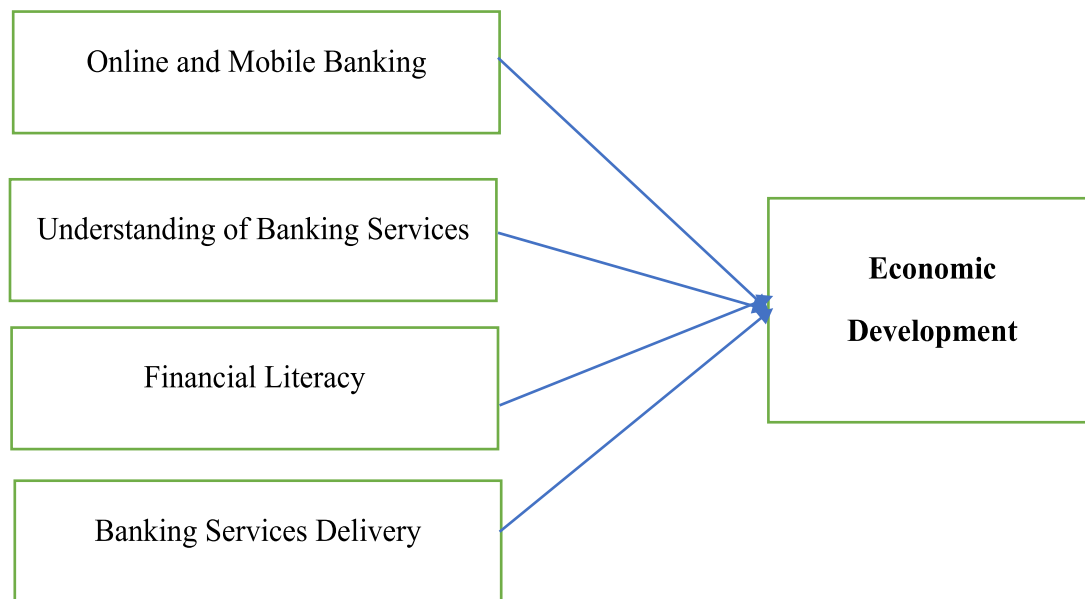 Online and Mobile Banking
Understanding of Banking Services
Financial Literacy
Banking Services Delivery
Economic
Development